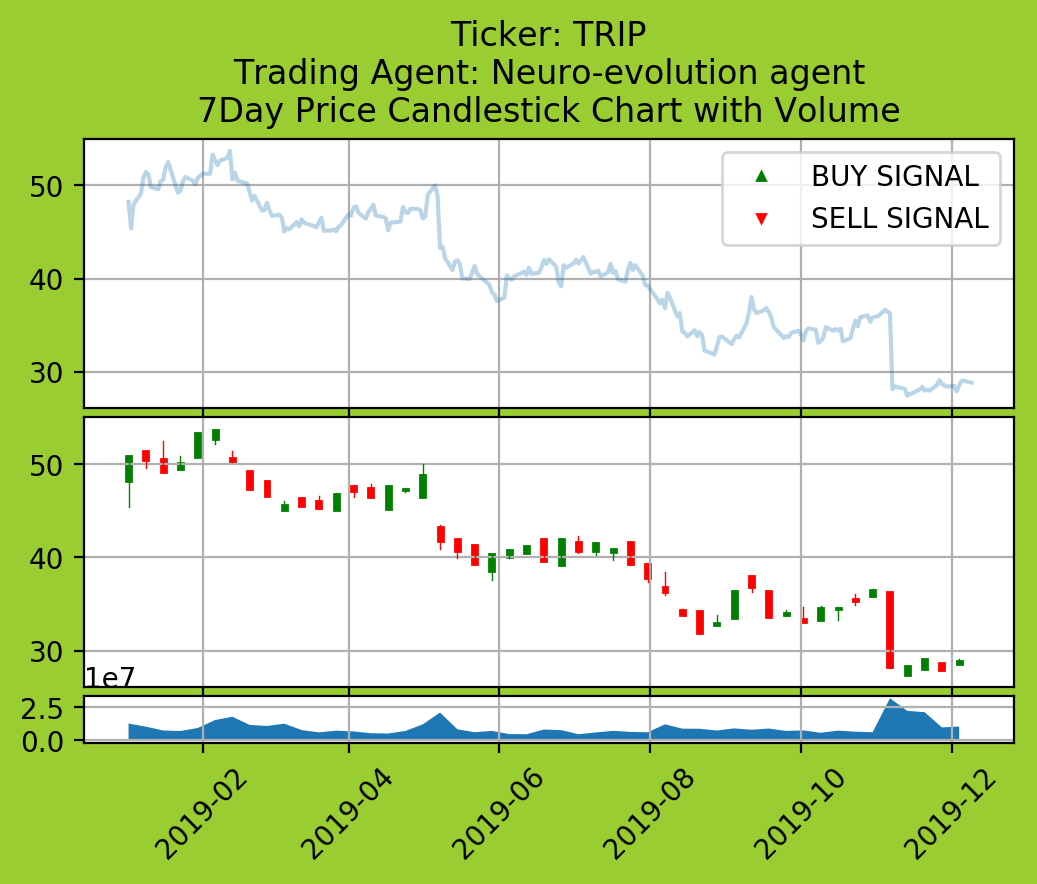 Ticker: TRIP
Trading Agent: Neuro-evolution agent
7Day Price Candlestick Chart with Volume
BUY SIGNAL
SELL SIGNAL
50
40
30
50
40
30
1e7
2.5
0.0
2019-02
2019-04
2019-06
2019-08
2019-10
2019-12